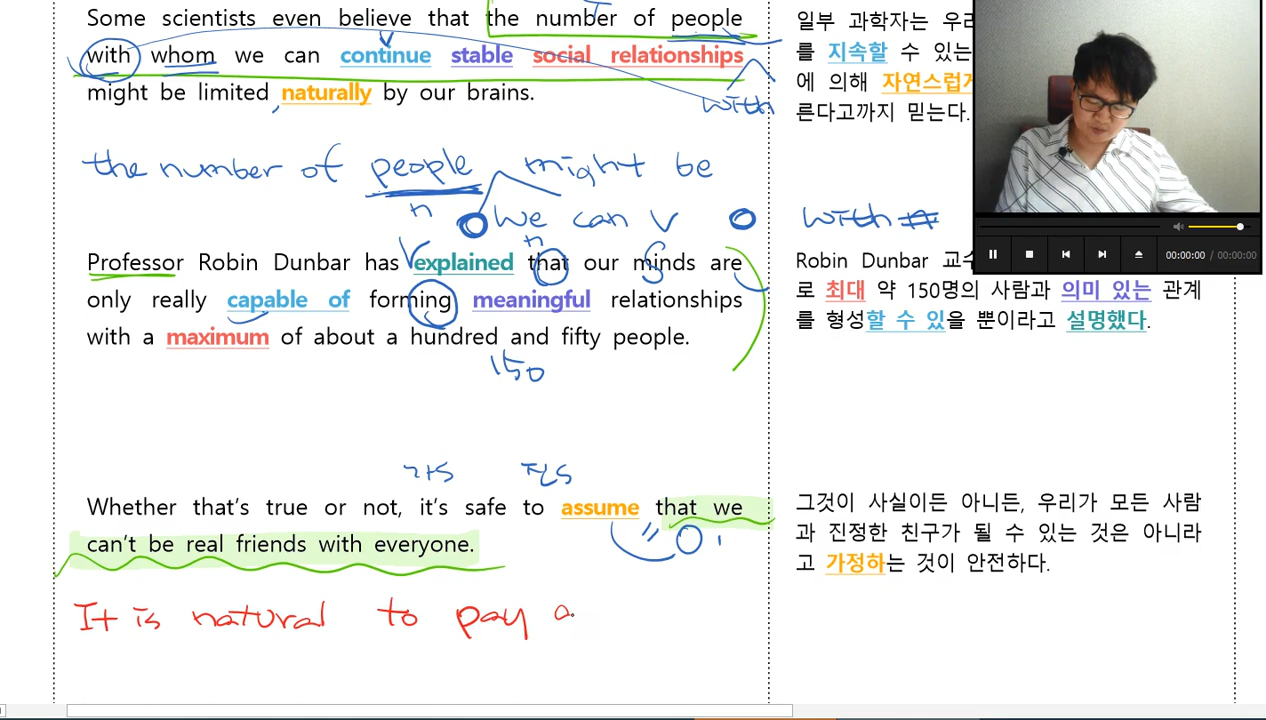 Some scientists even believe that the number of people
with whom we can continue stable social relationships
might be limited, naturally by our brains.
with
the number of people might be
n
we can v
with
n
S
Professor Robin Dunbar has explained that our minds are
only really capable of forming meaningful relationships
with a maximum of about a hundred and fifty people.
150
가S 진S
Whether that's true or not, it's safe to assume that we
can't be real friends with everyone.
It is natural to pay a
일부 과학자는 우리
를 지속할 수 있는
에 의해 자연스럽게
른다고까지 믿는다.
Robin Dunbar 교수
로 최대 약 150명의 사람과 의미 있는 관계
를 형성할 수 있을 뿐이라고 설명했다.
그것이 사실이든 아니든, 우리가 모든 사람
과 진정한 친구가 될 수 있는 것은 아니라
고 가정하는 것이 안전하다.
00:00:00 / 00:00:00